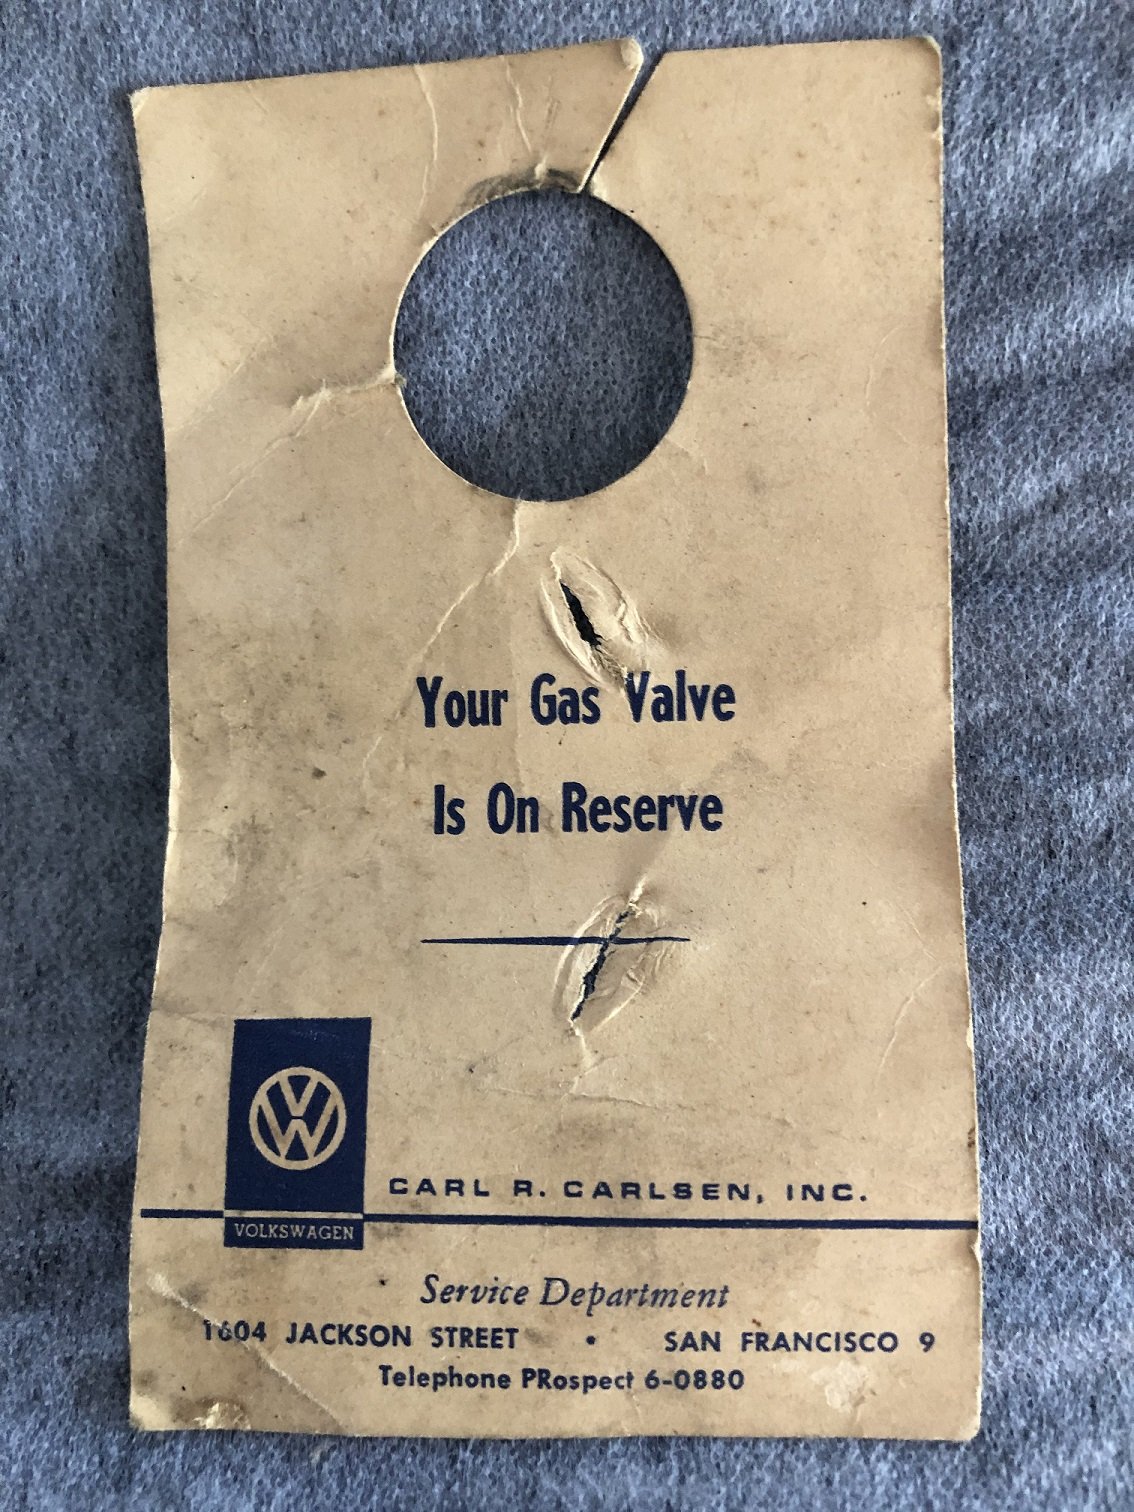 Your Gas Valve
Is On Reserve
CARL R. CARLSEN, INC.
VOLKSWAGEN
Service Department
1604 JACKSON STREET • SAN FRANCISCO 9
Telephone PRospect 6-0880